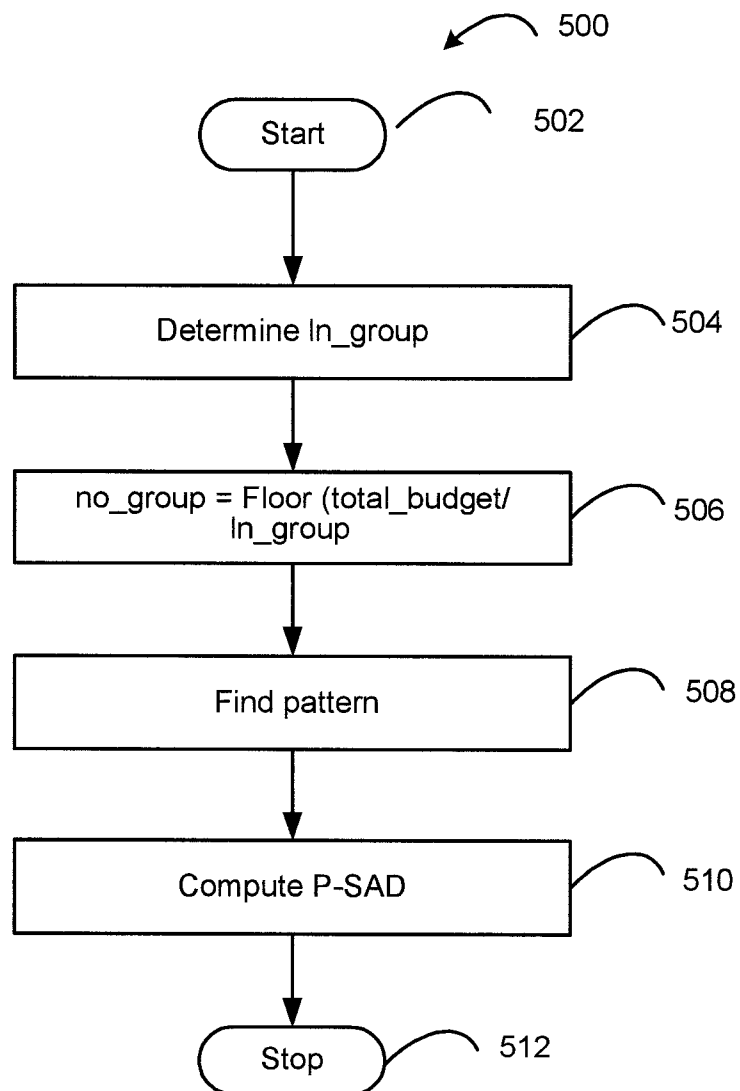 500
Start
502
Determine ln_group
504
no_group = Floor (total_budget/
ln_group
506
Find pattern
508
Compute P-SAD
510
Stop
512